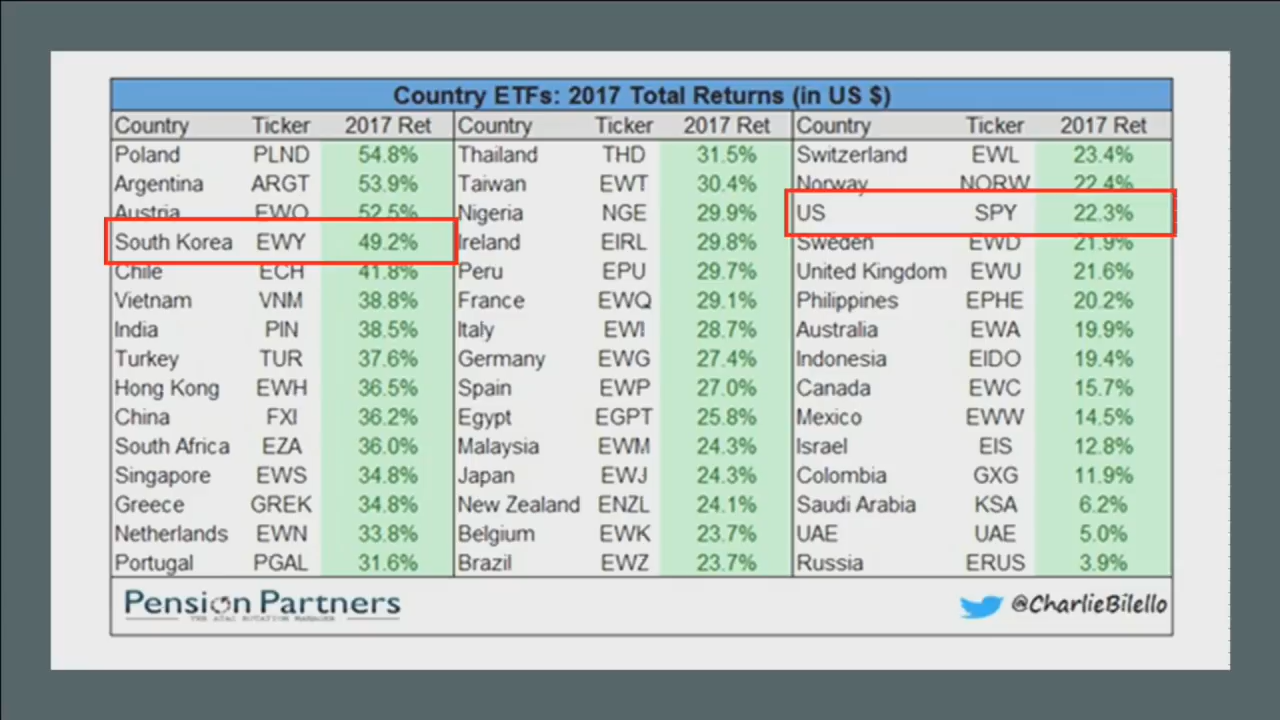 Country ETFs: 2017 Total Returns (in US $)
Country Ticker 2017 Ret Country Ticker 2017 Ret Country Ticker 2017 Ret
Poland PLND 54.8% Thailand THD 31.5% Switzerland EWL 23.4%
Argentina ARGT 53.9% Taiwan EWT 30.4% Norway NORW 22.4%
Austria EWO 52.5% Nigeria NGE 29.9% US SPY 22.3%
South Korea EWY 49.2% Ireland EIRL 29.8% Sweden EWD 21.9%
Chile ECH 41.8% Peru EPU 29.7% United Kingdom EWU 21.6%
Vietnam VNM 38.8% France EWQ 29.1% Philippines EPHE 20.2%
India PIN 38.5% Italy EWI 28.7% Australia EWA 19.9%
Turkey TUR 37.6% Germany EWG 27.4% Indonesia EIDO 19.4%
Hong Kong EWH 36.5% Spain EWP 27.0% Canada EWC 15.7%
China FXI 36.2% Egypt EGPT 25.8% Mexico EWW 14.5%
South Africa EZA 36.0% Malaysia EWM 24.3% Israel EIS 12.8%
Singapore EWS 34.8% Japan EWJ 24.3% Colombia GXG 11.9%
Greece GREK 34.8% New Zealand ENZL 24.1% Saudi Arabia KSA 6.2%
Netherlands EWN 33.8% Belgium EWK 23.7% UAE UAE 5.0%
Portugal PGAL 31.6% Brazil EWZ 23.7% Russia ERUS 3.9%
Pension Partners @CharlieBilello
THE ATAC ROTATION MANAGER